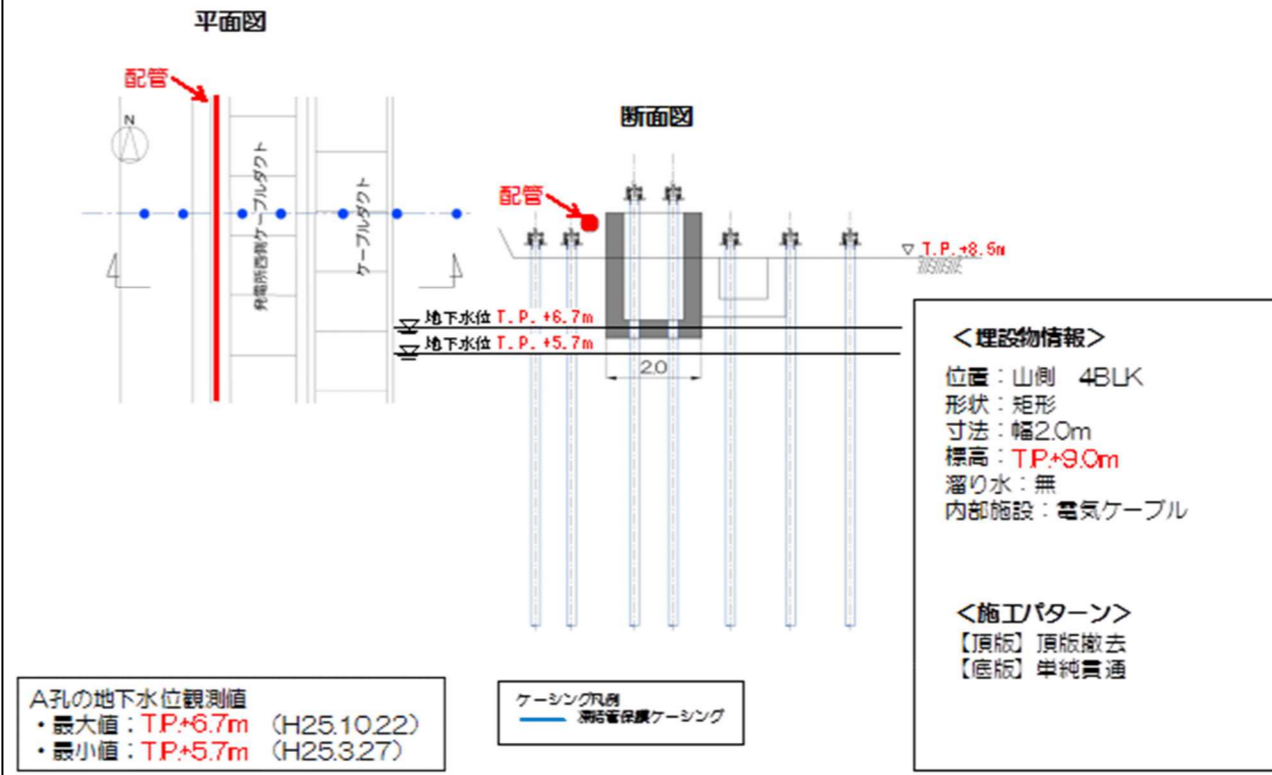 平面図
配管
N
発電所西側ケーブルダクト
ケーブルダクト
断面図
配管
T.P.+8.5m
地下水位 T.P.+6.7m
地下水位 T.P.+5.7m
2.0
＜埋設物情報＞
位置：山側　4BLK
形状：矩形
寸法：幅2.0m
標高：T.P.+9.0m
溜り水：無
内部施設：電気ケーブル
＜施工パターン＞
【頂版】頂版撤去
【底版】単純貫通
A孔の地下水位観測値
・最大値：T.P.+6.7m　（H25.10.22）
・最小値：T.P.+5.7m　（H25.3.27）
ケーシング凡例
凍結管保護ケーシング